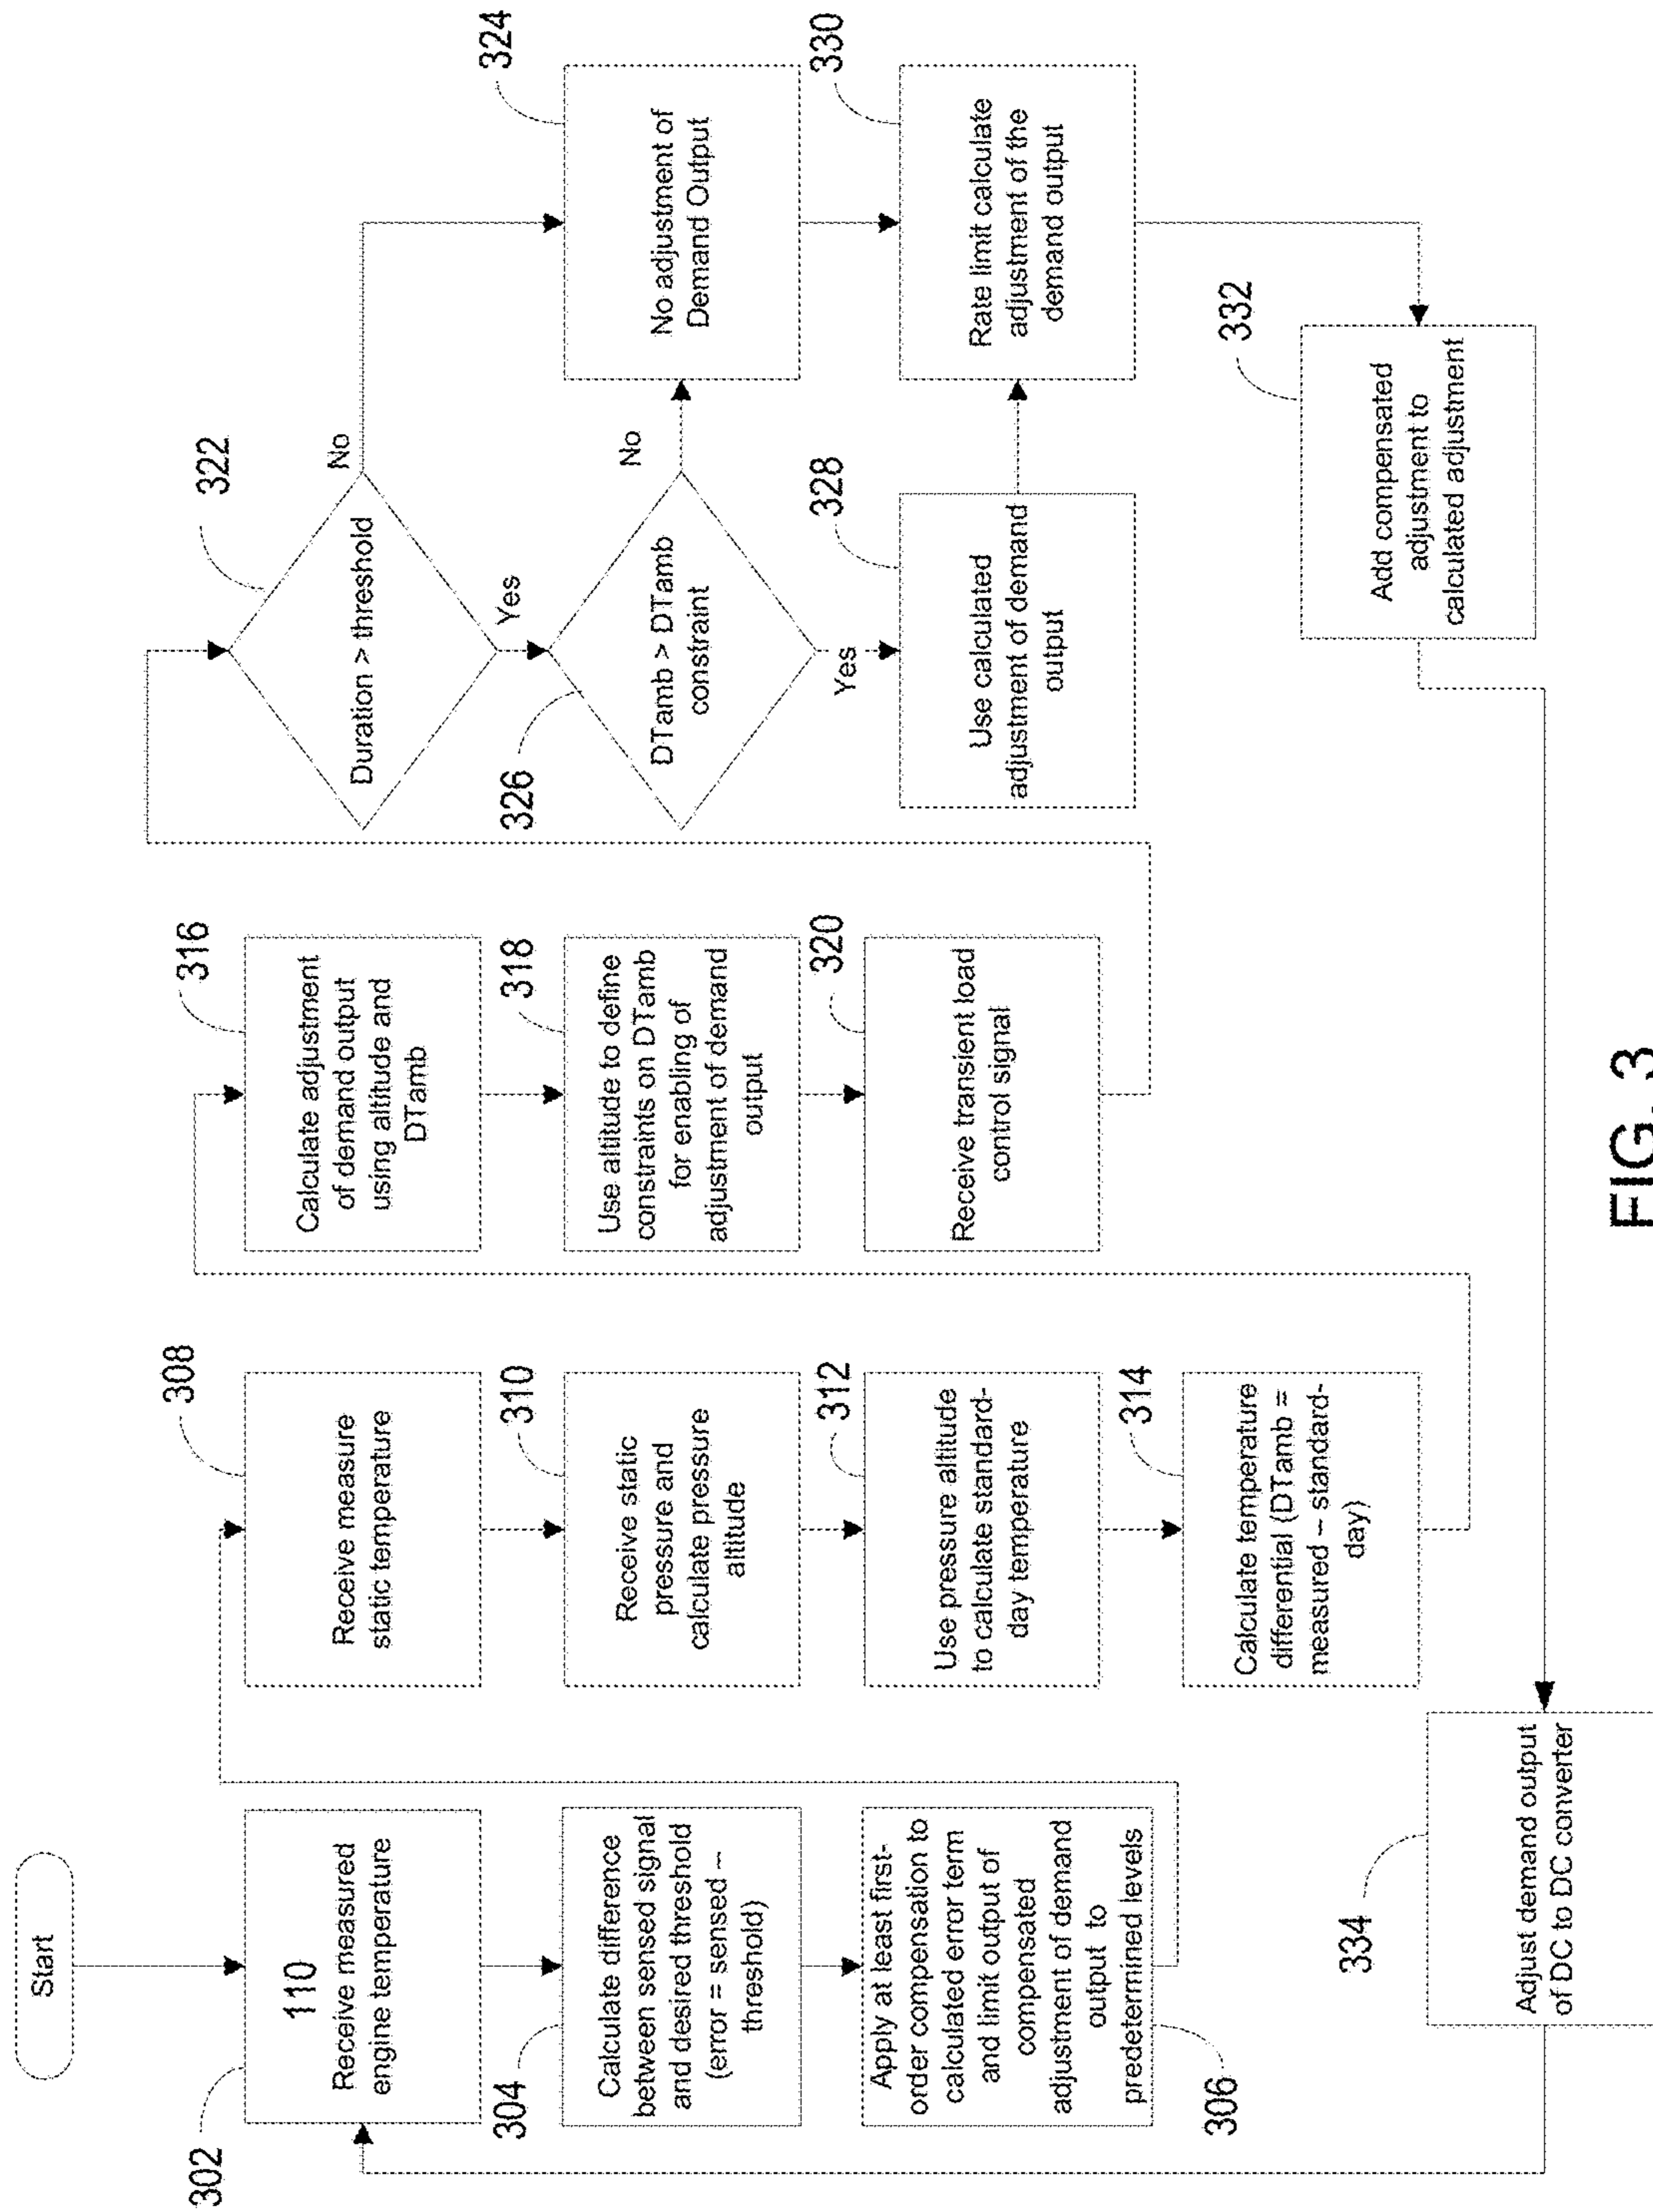 Start
302
110
Receive measured
engine temperature
304
Calculate difference
between sensed signal
and desired threshold
(error = sensed –
threshold)
306
Apply at least first-
order compensation to
calculated error term
and limit output of
compensated
adjustment of demand
output to
predetermined levels
308
Receive measure
static temperature
310
Receive static
pressure and
calculate pressure
altitude
312
Use pressure altitude
to calculate standard-
day temperature
314
Calculate temperature
differential (DTamb =
measured – standard-
day)
316
Calculate adjustment
of demand output
using altitude and
DTamb
318
Use altitude to define
constraints on DTamb
for enabling of
adjustment of demand
output
320
Receive transient load
control signal
322
Duration > threshold
No
Yes
324
No adjustment of
Demand Output
326
DTamb > DTamb
constraint
No
Yes
328
Use calculated
adjustment of demand
output
330
Rate limit calculate
adjustment of the
demand output
332
Add compensated
adjustment to
calculated adjustment
334
Adjust demand output
of DC to DC converter
FIG. 3